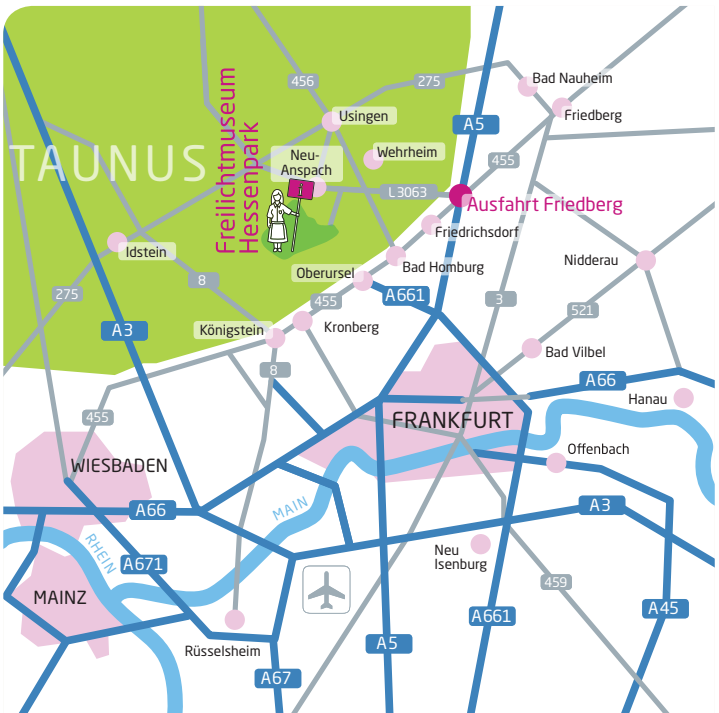 Bad Nauheim
456
275
Usingen
Friedberg
A5
Freilichtmuseum
Hessenpark
TAUNUS
Wehrheim
455
Neu-
Anspach
L3063
Ausfahrt Friedberg
Friedrichsdorf
Idstein
Bad Homburg
Nidderau
Oberursel
8
275
A661
455
3
521
A3
Königstein
Kronberg
Bad Vilbel
8
A66
Hanau
455
FRANKFURT
Offenbach
WIESBADEN
A66
MAIN
A3
RHEIN
A671
Neu
Isenburg
459
MAINZ
A661
A45
Rüsselsheim
A5
A67